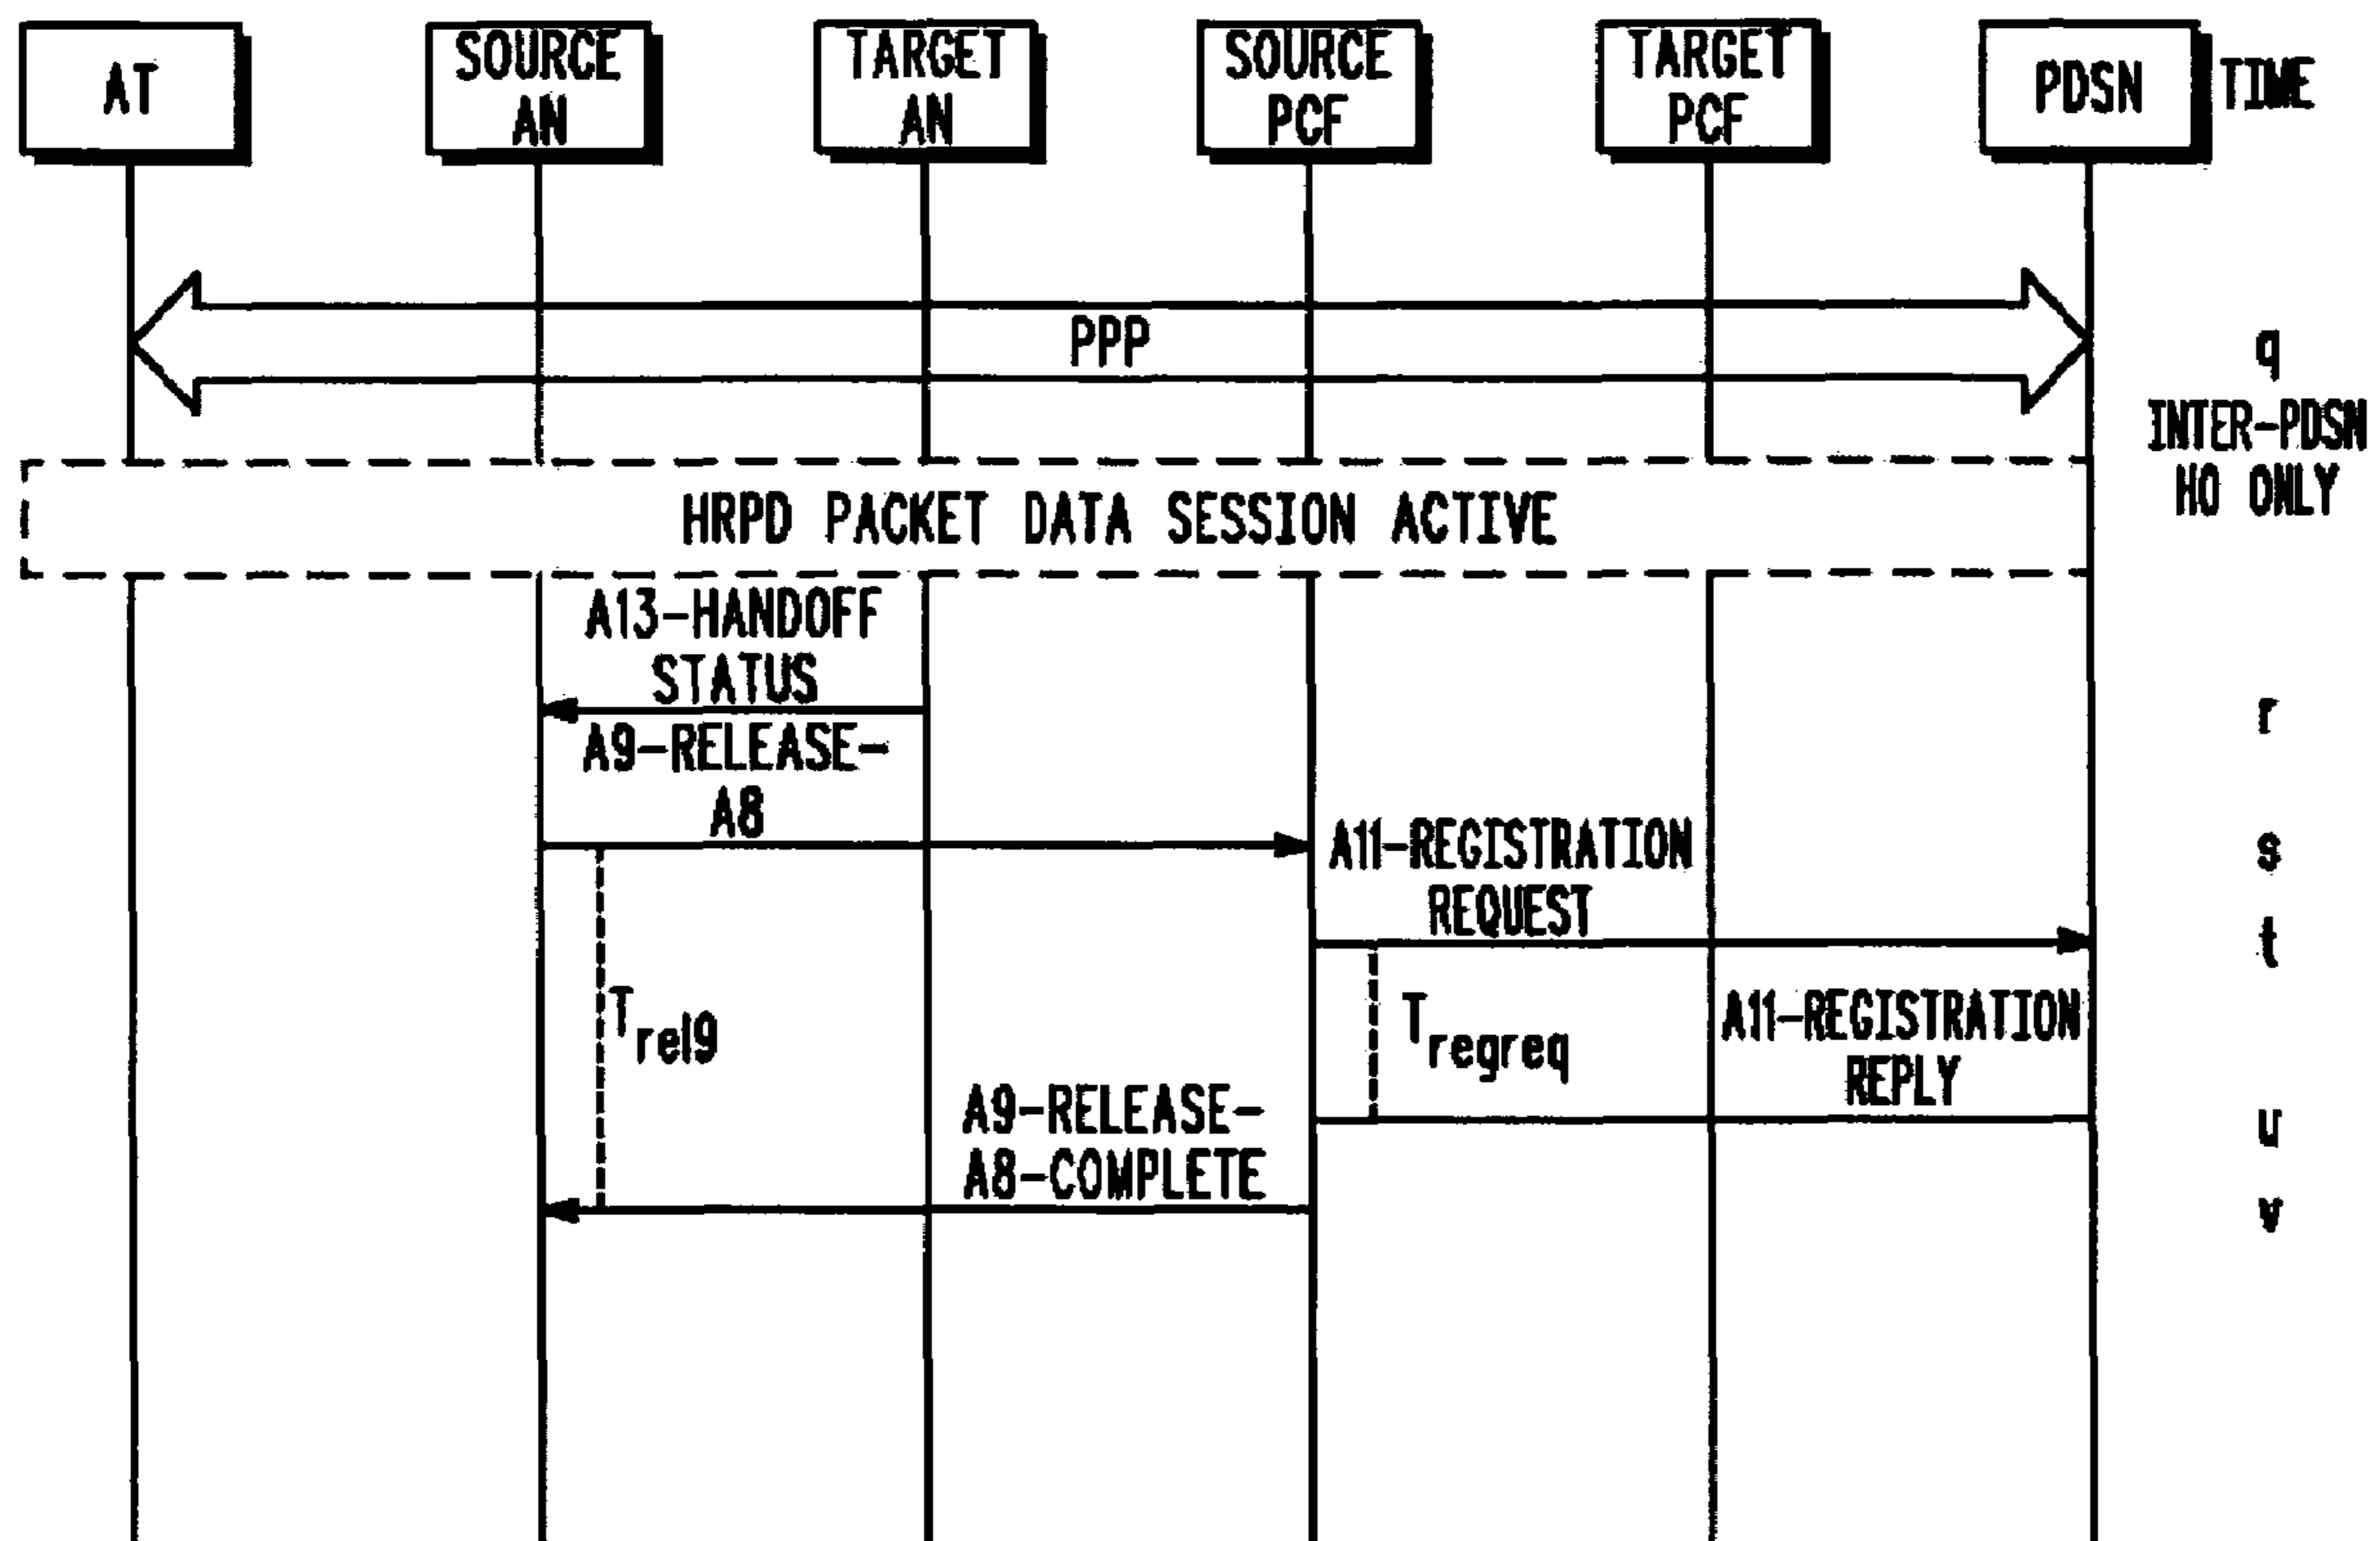 AT
SOURCE
AN
TARGET
AN
SOURCE
PCF
TARGET
PCF
PDSN
TIME
PPP
q
INTER-PDSN
HO ONLY
HRPD PACKET DATA SESSION ACTIVE
A13-HANDOFF
STATUS
r
A9-RELEASE-
A8
s
A11-REGISTRATION
REQUEST
t
Trel9
Tregreq
A11-REGISTRATION
REPLY
u
A9-RELEASE-
A8-COMPLETE
v